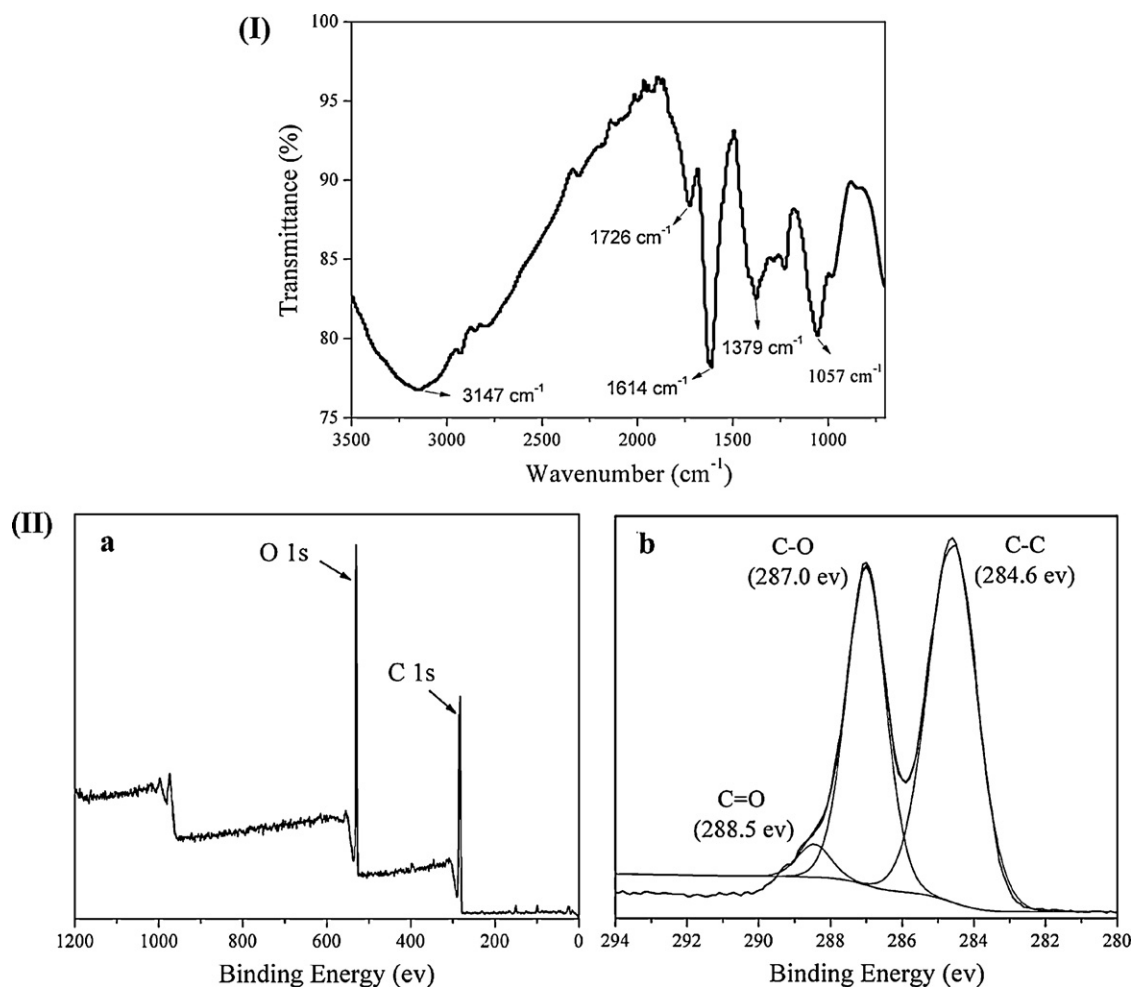 (I)
100
95
90
85
80
75
Transmittance (%)
1726 cm⁻¹
1379 cm⁻¹
1057 cm⁻¹
1614 cm⁻¹
3147 cm⁻¹
3500 3000 2500 2000 1500 1000
Wavenumber (cm⁻¹)
(II)
a
O 1s
C 1s
1200 1000 800 600 400 200 0
Binding Energy (ev)
b
C-O
(287.0 ev)
C-C
(284.6 ev)
C=O
(288.5 ev)
294 292 290 288 286 284 282 280
Binding Energy (ev)